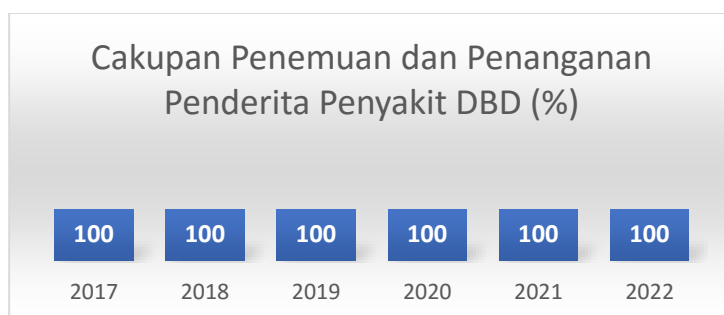 Cakupan Penemuan dan Penanganan
Penderita Penyakit DBD (%)
100 100 100 100 100 100
2017 2018 2019 2020 2021 2022